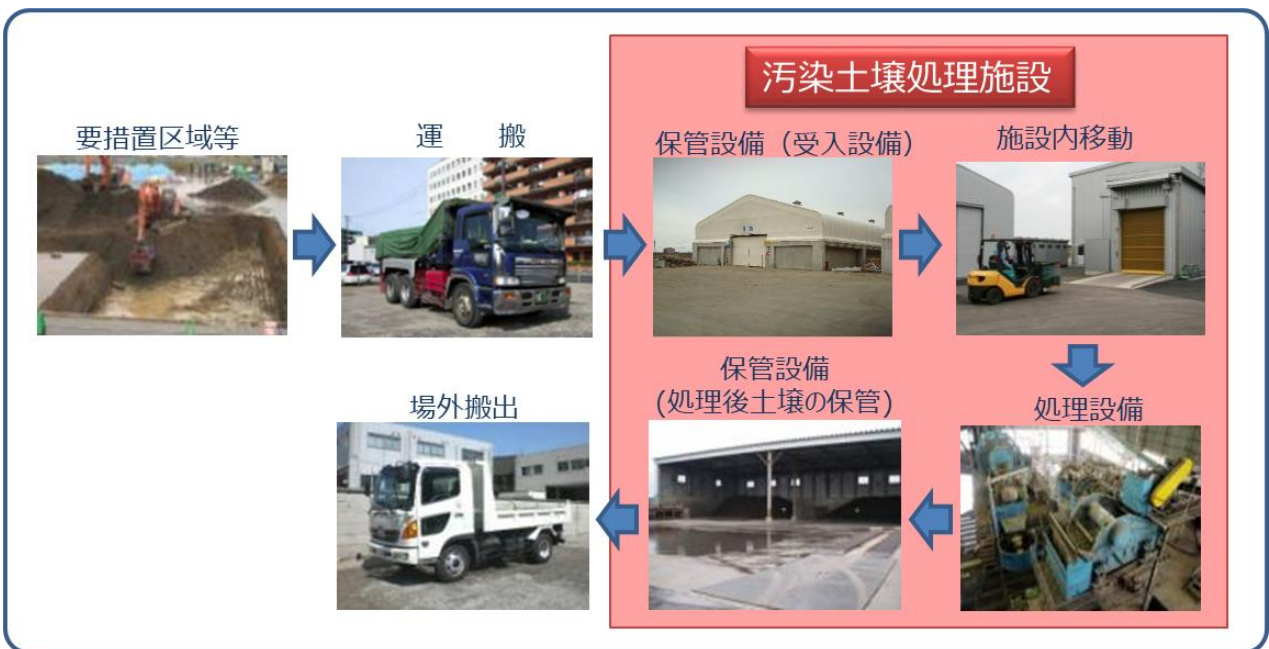 汚染土壌処理施設
要措置区域等
運　　搬
保管設備（受入設備）
施設内移動
処理設備
保管設備
(処理後土壌の保管)
場外搬出